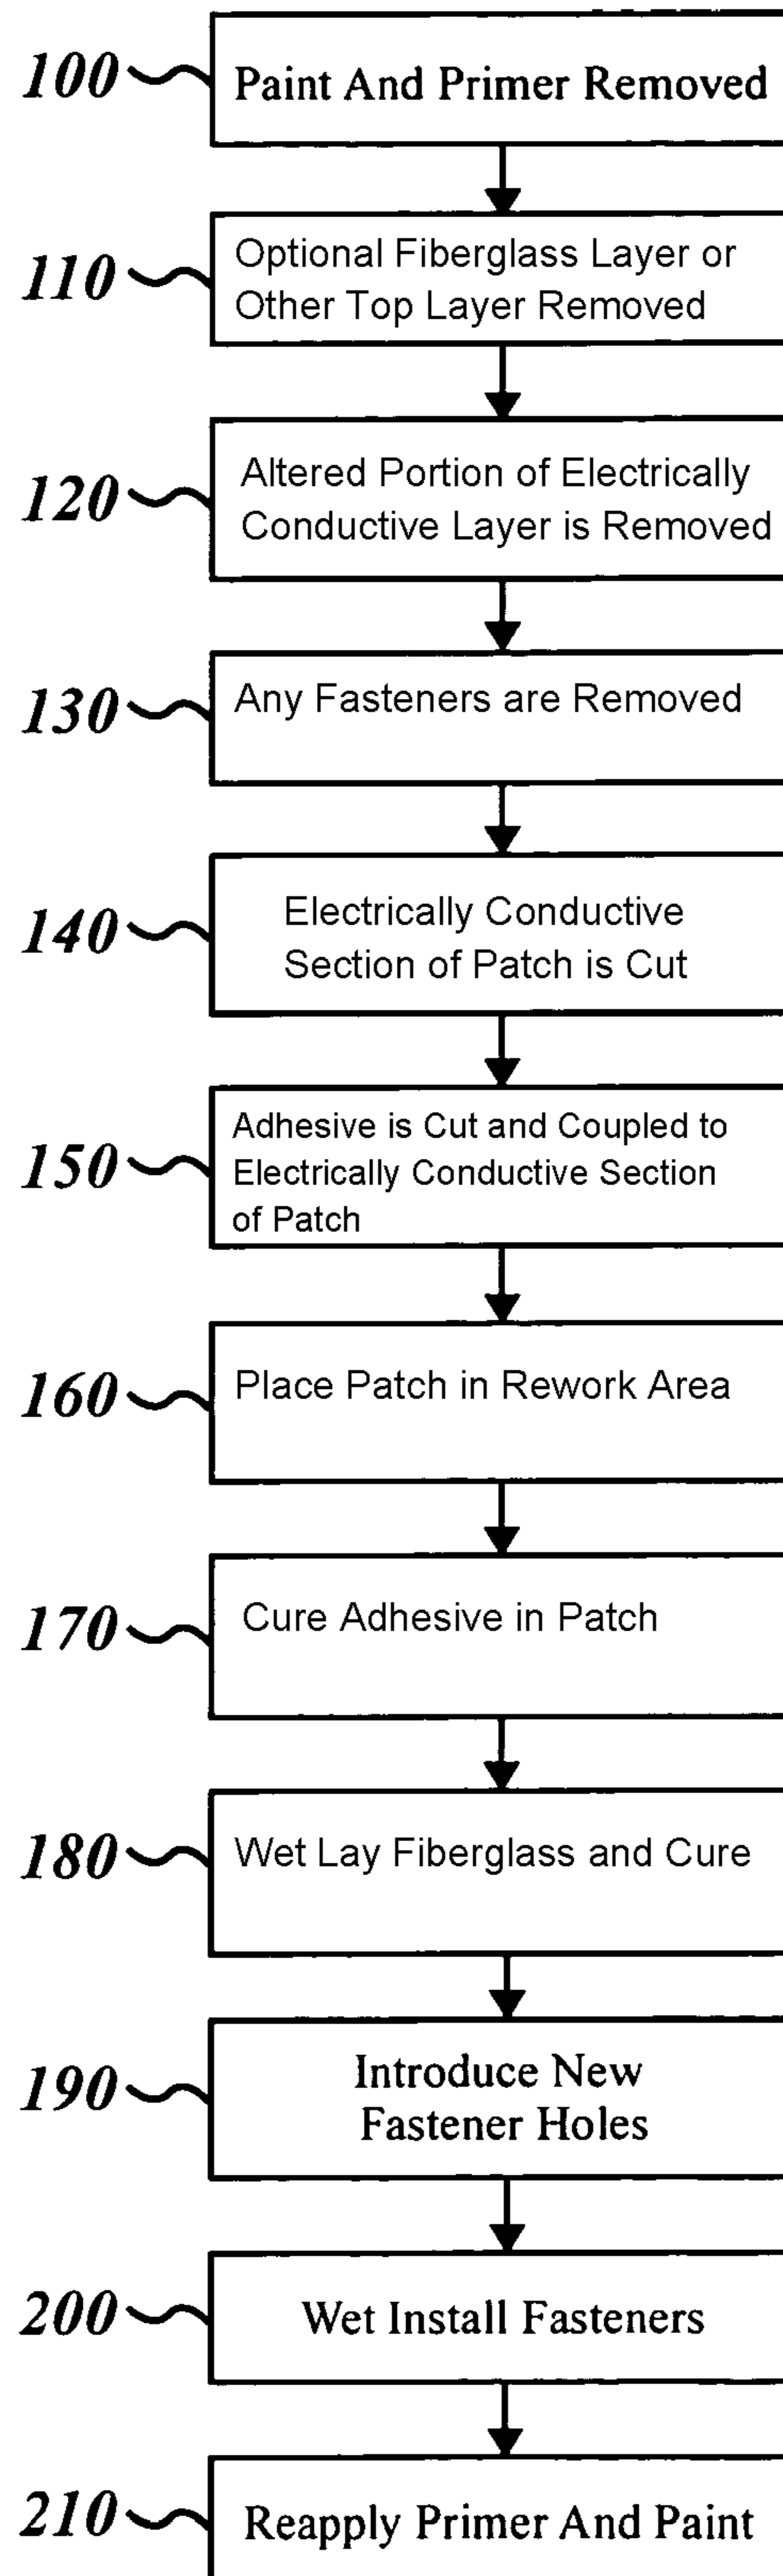 100
Paint And Primer Removed
110
Optional Fiberglass Layer or
Other Top Layer Removed
120
Altered Portion of Electrically
Conductive Layer is Removed
130
Any Fasteners are Removed
140
Electrically Conductive
Section of Patch is Cut
150
Adhesive is Cut and Coupled to
Electrically Conductive Section
of Patch
160
Place Patch in Rework Area
170
Cure Adhesive in Patch
180
Wet Lay Fiberglass and Cure
190
Introduce New
Fastener Holes
200
Wet Install Fasteners
210
Reapply Primer And Paint